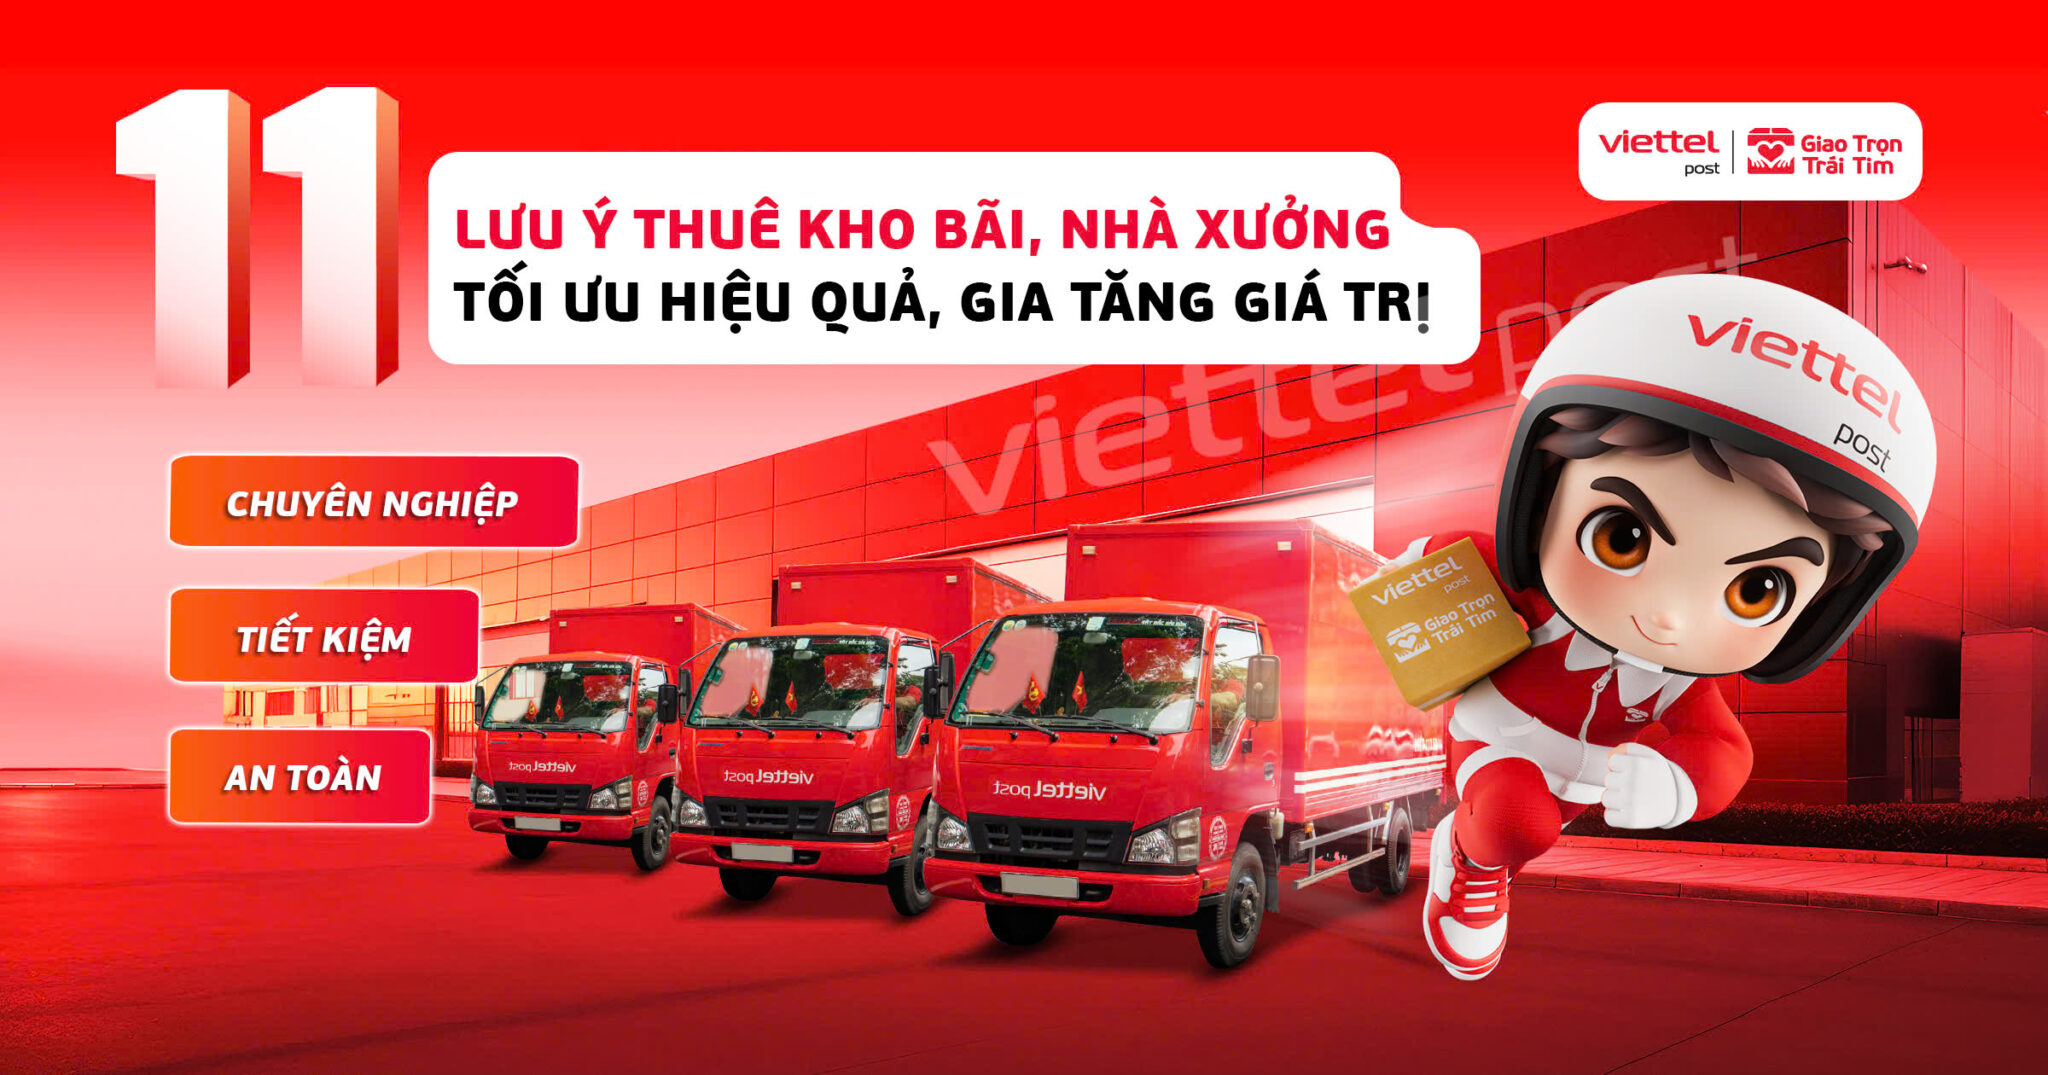 11
LƯU Ý THUÊ KHO BÃI, NHÀ XƯỞNG
TỐI ƯU HIỆU QUẢ, GIA TĂNG GIÁ TRỊ
viettel
post
Giao Trọn
Trái Tim
CHUYÊN NGHIỆP
TIẾT KIỆM
AN TOÀN
viettel post
viettel
post
viettel
post
Giao Trọn
Trái Tim
viettel post
viettel post
viettel post